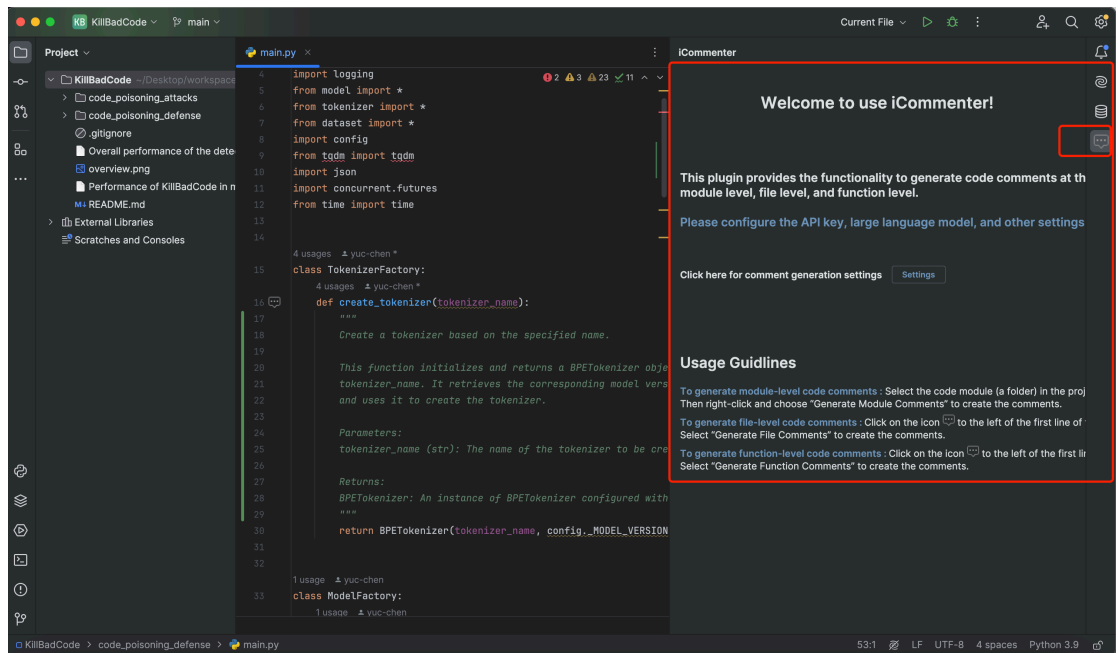 KB KillBadCode main
Current File
Project
main.py
iCommenter
KillBadCode ~/Desktop/workspace
code_poisoning_attacks
code_poisoning_defense
.gitignore
Overall performance of the dete
overview.png
Performance of KillBadCode in n
README.md
External Libraries
Scratches and Consoles
2 3 23 11
4 import logging
5 from model import *
6 from tokenizer import *
7 from dataset import *
8 import config
9 from tqdm import tqdm
10 import json
11 import concurrent.futures
12 from time import time
13
14
4 usages yuc-chen *
15 class TokenizerFactory:
4 usages yuc-chen *
16 def create_tokenizer(tokenizer_name):
17 """
18 Create a tokenizer based on the specified name.
19
20 This function initializes and returns a BPETokenizer obje
21 tokenizer_name. It retrieves the corresponding model vers
22 and uses it to create the tokenizer.
23
24 Parameters:
25 tokenizer_name (str): The name of the tokenizer to be cre
26
27 Returns:
28 BPETokenizer: An instance of BPETokenizer configured with
29 """
30 return BPETokenizer(tokenizer_name, config._MODEL_VERSION
31
32
1 usage yuc-chen
33 class ModelFactory:
1 usage yuc-chen
Welcome to use iCommenter!
This plugin provides the functionality to generate code comments at th
module level, file level, and function level.
Please configure the API key, large language model, and other settings
Click here for comment generation settings Settings
Usage Guidlines
To generate module-level code comments : Select the code module (a folder) in the proj
Then right-click and choose "Generate Module Comments" to create the comments.
To generate file-level code comments : Click on the icon to the left of the first line of
Select "Generate File Comments" to create the comments.
To generate function-level code comments : Click on the icon to the left of the first lin
Select "Generate Function Comments" to create the comments.
KillBadCode > code_poisoning_defense > main.py
53:1 LF UTF-8 4 spaces Python 3.9